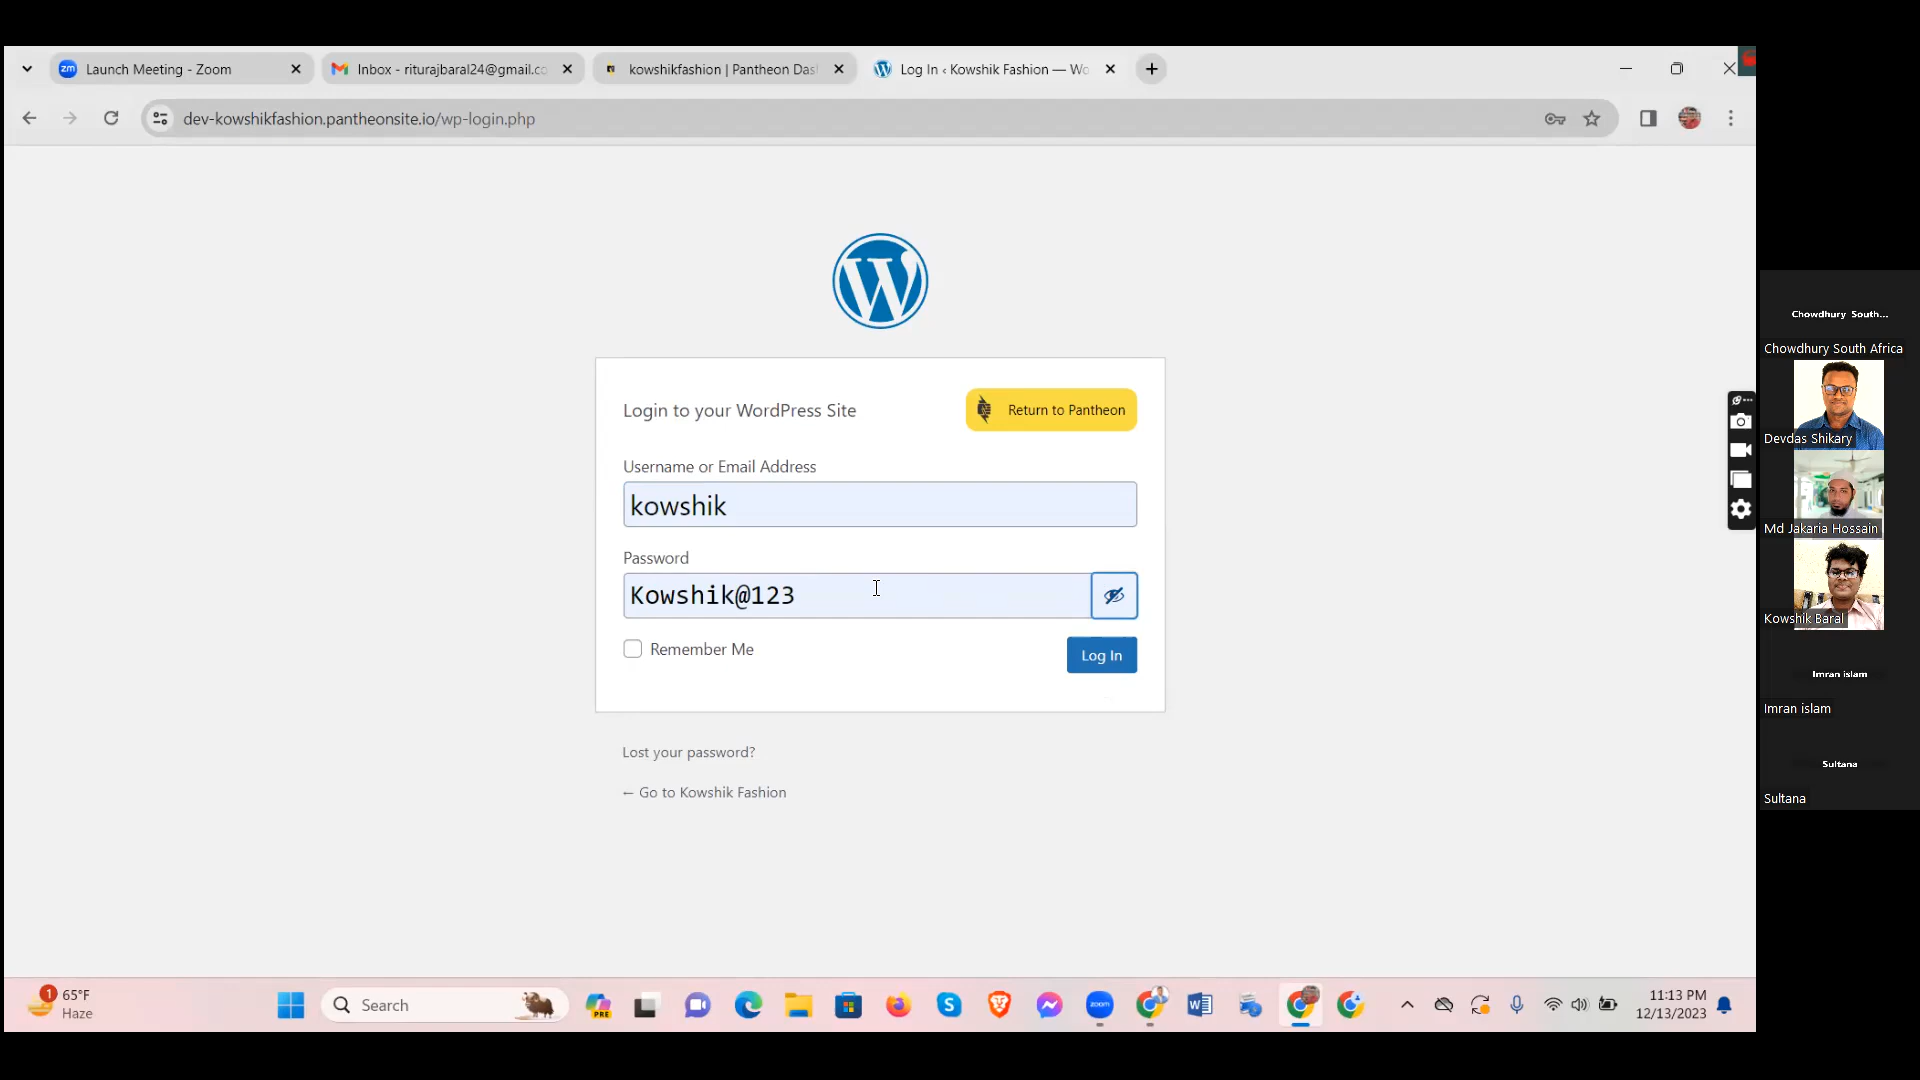 Launch Meeting - Zoom
Inbox - riturajbaral24@gmail.co
kowshikfashion | Pantheon Das
Log In ‹ Kowshik Fashion — Wo
dev-kowshikfashion.pantheonsite.io/wp-login.php
Login to your WordPress Site
Return to Pantheon
Username or Email Address
kowshik
Password
Kowshik@123
Remember Me
Log In
Lost your password?
← Go to Kowshik Fashion
Chowdhury South...
Chowdhury South Africa
Devdas Shikary
Md Jakaria Hossain
Kowshik Baral
Imran islam
Imran islam
Sultana
Sultana
1
65°F
Haze
Search
PRE
zoom
11:13 PM
12/13/2023